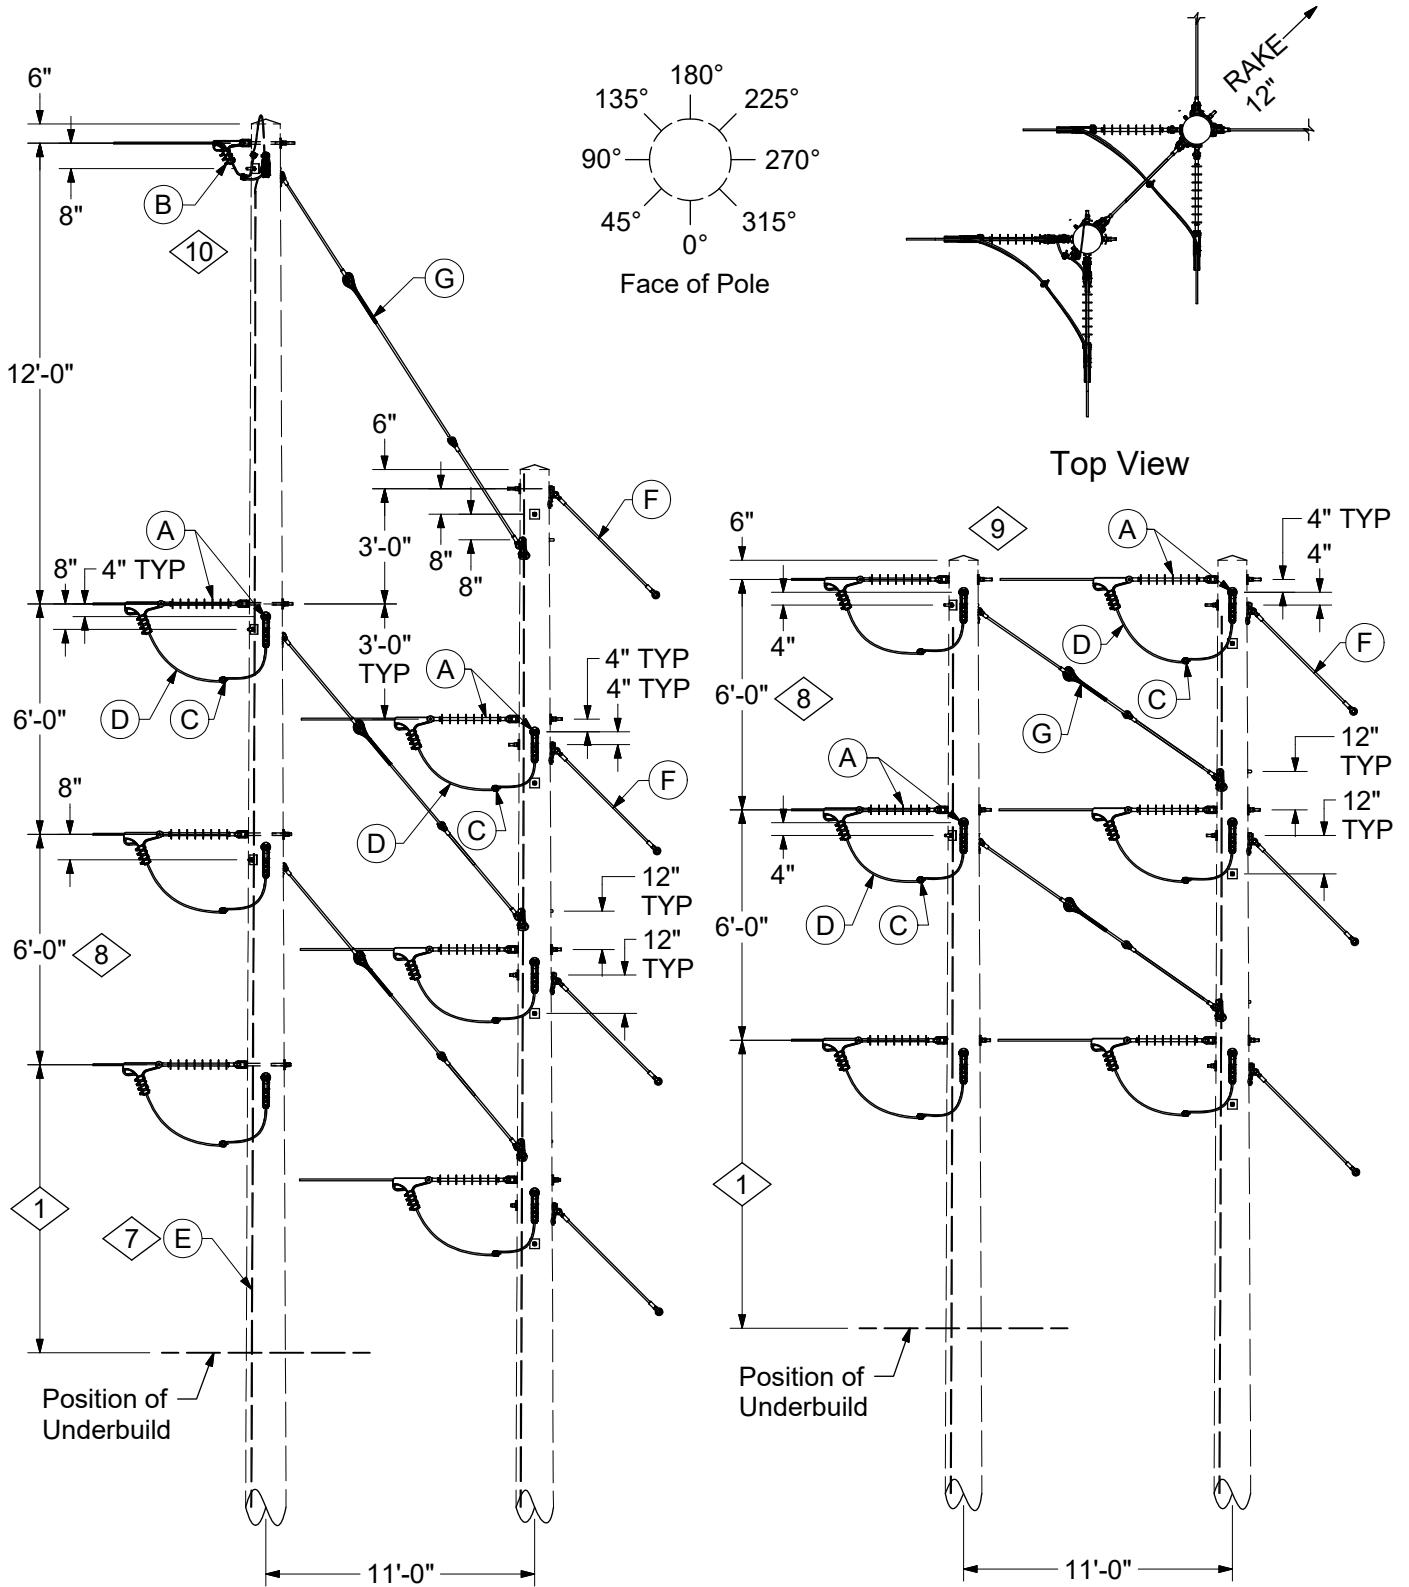 6"
8"
B
10
12'-0"
G
180°
135°
225°
90°
270°
45°
315°
0°
Face of Pole
RAKE
12"
Top View
6"
3'-0"
8"
8"
F
A
8"
4" TYP
3'-0"
TYP
A
4" TYP
4" TYP
D
C
6'-0"
F
D
C
8"
12"
TYP
12"
TYP
6'-0"
8
1
7
E
Position of
Underbuild
11'-0"
6"
9
A
4" TYP
4"
D
F
4"
6'-0"
8
C
G
12"
TYP
A
12"
TYP
4"
D
C
6'-0"
1
Position of
Underbuild
11'-0"